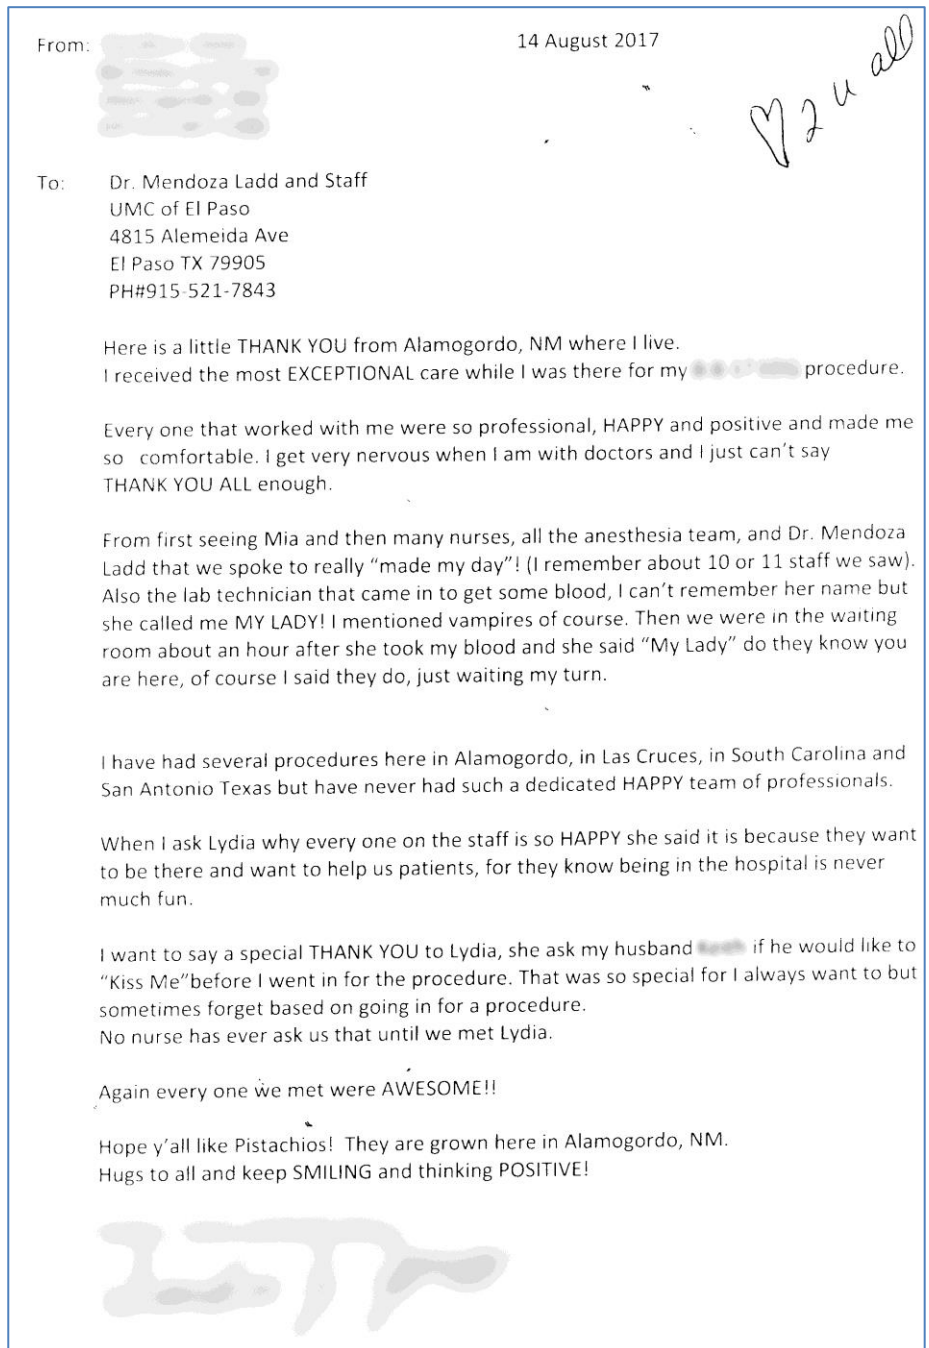 From:
14 August 2017
♡ 2 u all
To: Dr. Mendoza Ladd and Staff
UMC of El Paso
4815 Alemeida Ave
El Paso TX 79905
PH#915-521-7843
Here is a little THANK YOU from Alamogordo, NM where I live.
I received the most EXCEPTIONAL care while I was there for my procedure.
Every one that worked with me were so professional, HAPPY and positive and made me
so comfortable. I get very nervous when I am with doctors and I just can't say
THANK YOU ALL enough.
From first seeing Mia and then many nurses, all the anesthesia team, and Dr. Mendoza
Ladd that we spoke to really “made my day”! (I remember about 10 or 11 staff we saw).
Also the lab technician that came in to get some blood, I can't remember her name but
she called me MY LADY! I mentioned vampires of course. Then we were in the waiting
room about an hour after she took my blood and she said “My Lady” do they know you
are here, of course I said they do, just waiting my turn.
I have had several procedures here in Alamogordo, in Las Cruces, in South Carolina and
San Antonio Texas but have never had such a dedicated HAPPY team of professionals.
When I ask Lydia why every one on the staff is so HAPPY she said it is because they want
to be there and want to help us patients, for they know being in the hospital is never
much fun.
I want to say a special THANK YOU to Lydia, she ask my husband if he would like to
“Kiss Me”before I went in for the procedure. That was so special for I always want to but
sometimes forget based on going in for a procedure.
No nurse has ever ask us that until we met Lydia.
Again every one we met were AWESOME!!
Hope y'all like Pistachios! They are grown here in Alamogordo, NM.
Hugs to all and keep SMILING and thinking POSITIVE!